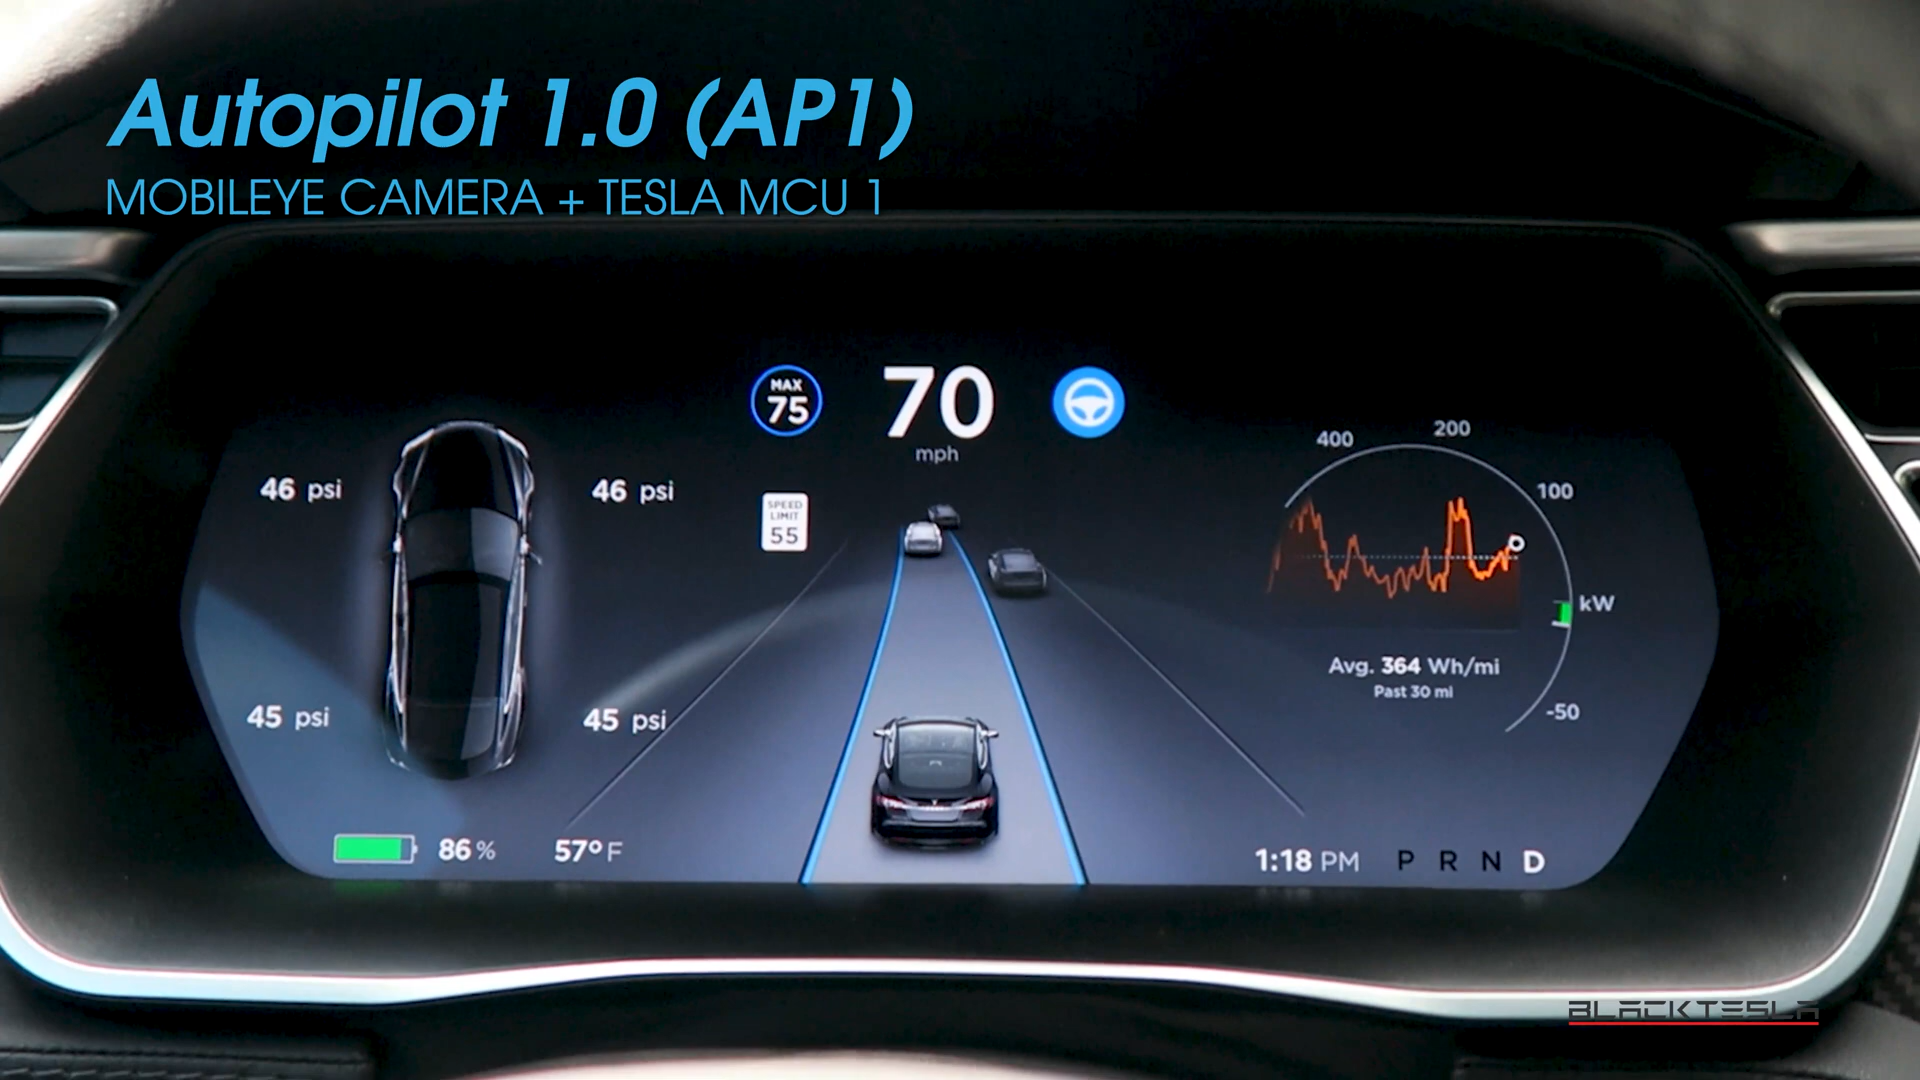 Autopilot 1.0 (AP1)
MOBILEYE CAMERA + TESLA MCU 1
MAX
75
70
mph
SPEED
LIMIT
55
46 psi
46 psi
45 psi
45 psi
400
200
100
kW
-50
Avg. 364 Wh/mi
Past 30 mi
86 %
57° F
1:18 PM
P R N D
BLACKTESLA